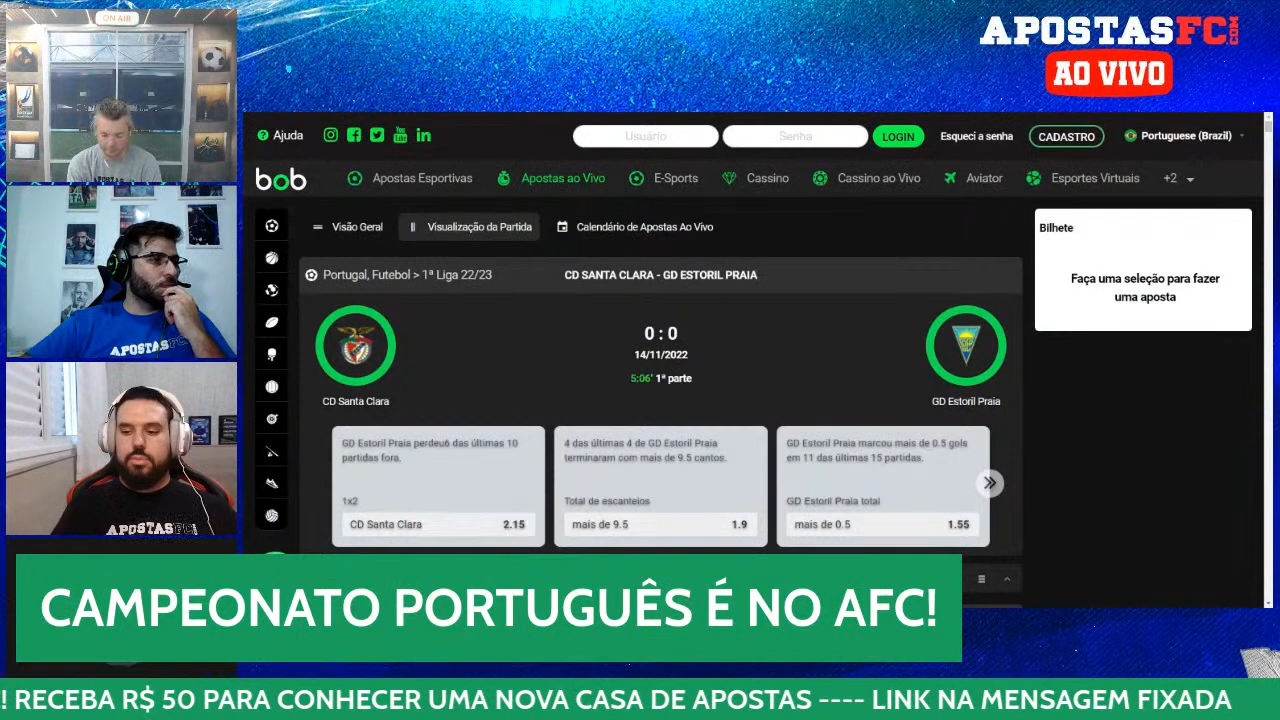 ON AIR
APOSTASFC.COM
AO VIVO
Ajuda
Usuário
Senha
LOGIN
Esqueci a senha
CADASTRO
Portuguese (Brazil)
bob
Apostas Esportivas
Apostas ao Vivo
E-Sports
Cassino
Cassino ao Vivo
Aviator
Esportes Virtuais
+2
Visão Geral
Visualização da Partida
Calendário de Apostas Ao Vivo
Bilhete
Faça uma seleção para fazer
uma aposta
Portugal, Futebol > 1ª Liga 22/23
CD SANTA CLARA - GD ESTORIL PRAIA
0 : 0
14/11/2022
5:06' 1ª parte
CD Santa Clara
GD Estoril Praia
GD Estoril Praia perdeu6 das últimas 10
partidas fora.
1x2
CD Santa Clara 2.15
4 das últimas 4 de GD Estoril Praia
terminaram com mais de 9.5 cantos.
Total de escanteios
mais de 9.5 1.9
GD Estoril Praia marcou mais de 0.5 gols
em 11 das últimas 15 partidas.
GD Estoril Praia total
mais de 0.5 1.55
APOSTASFC
APOSTASFC
CAMPEONATO PORTUGUÊS É NO AFC!
! RECEBA R$ 50 PARA CONHECER UMA NOVA CASA DE APOSTAS ---- LINK NA MENSAGEM FIXADA